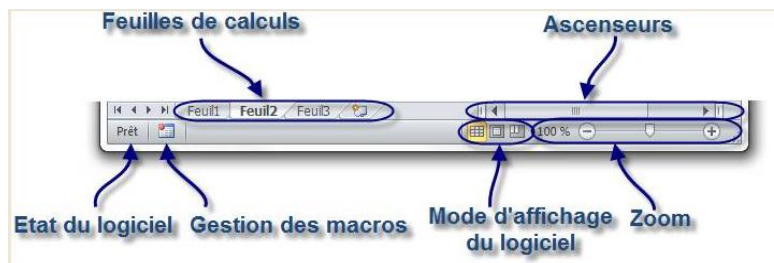 Feuilles de calculs
Ascenseurs
Feuil1 Feuil2 Feuil3
Prêt
100 %
Etat du logiciel
Gestion des macros
Mode d'affichage
du logiciel
Zoom